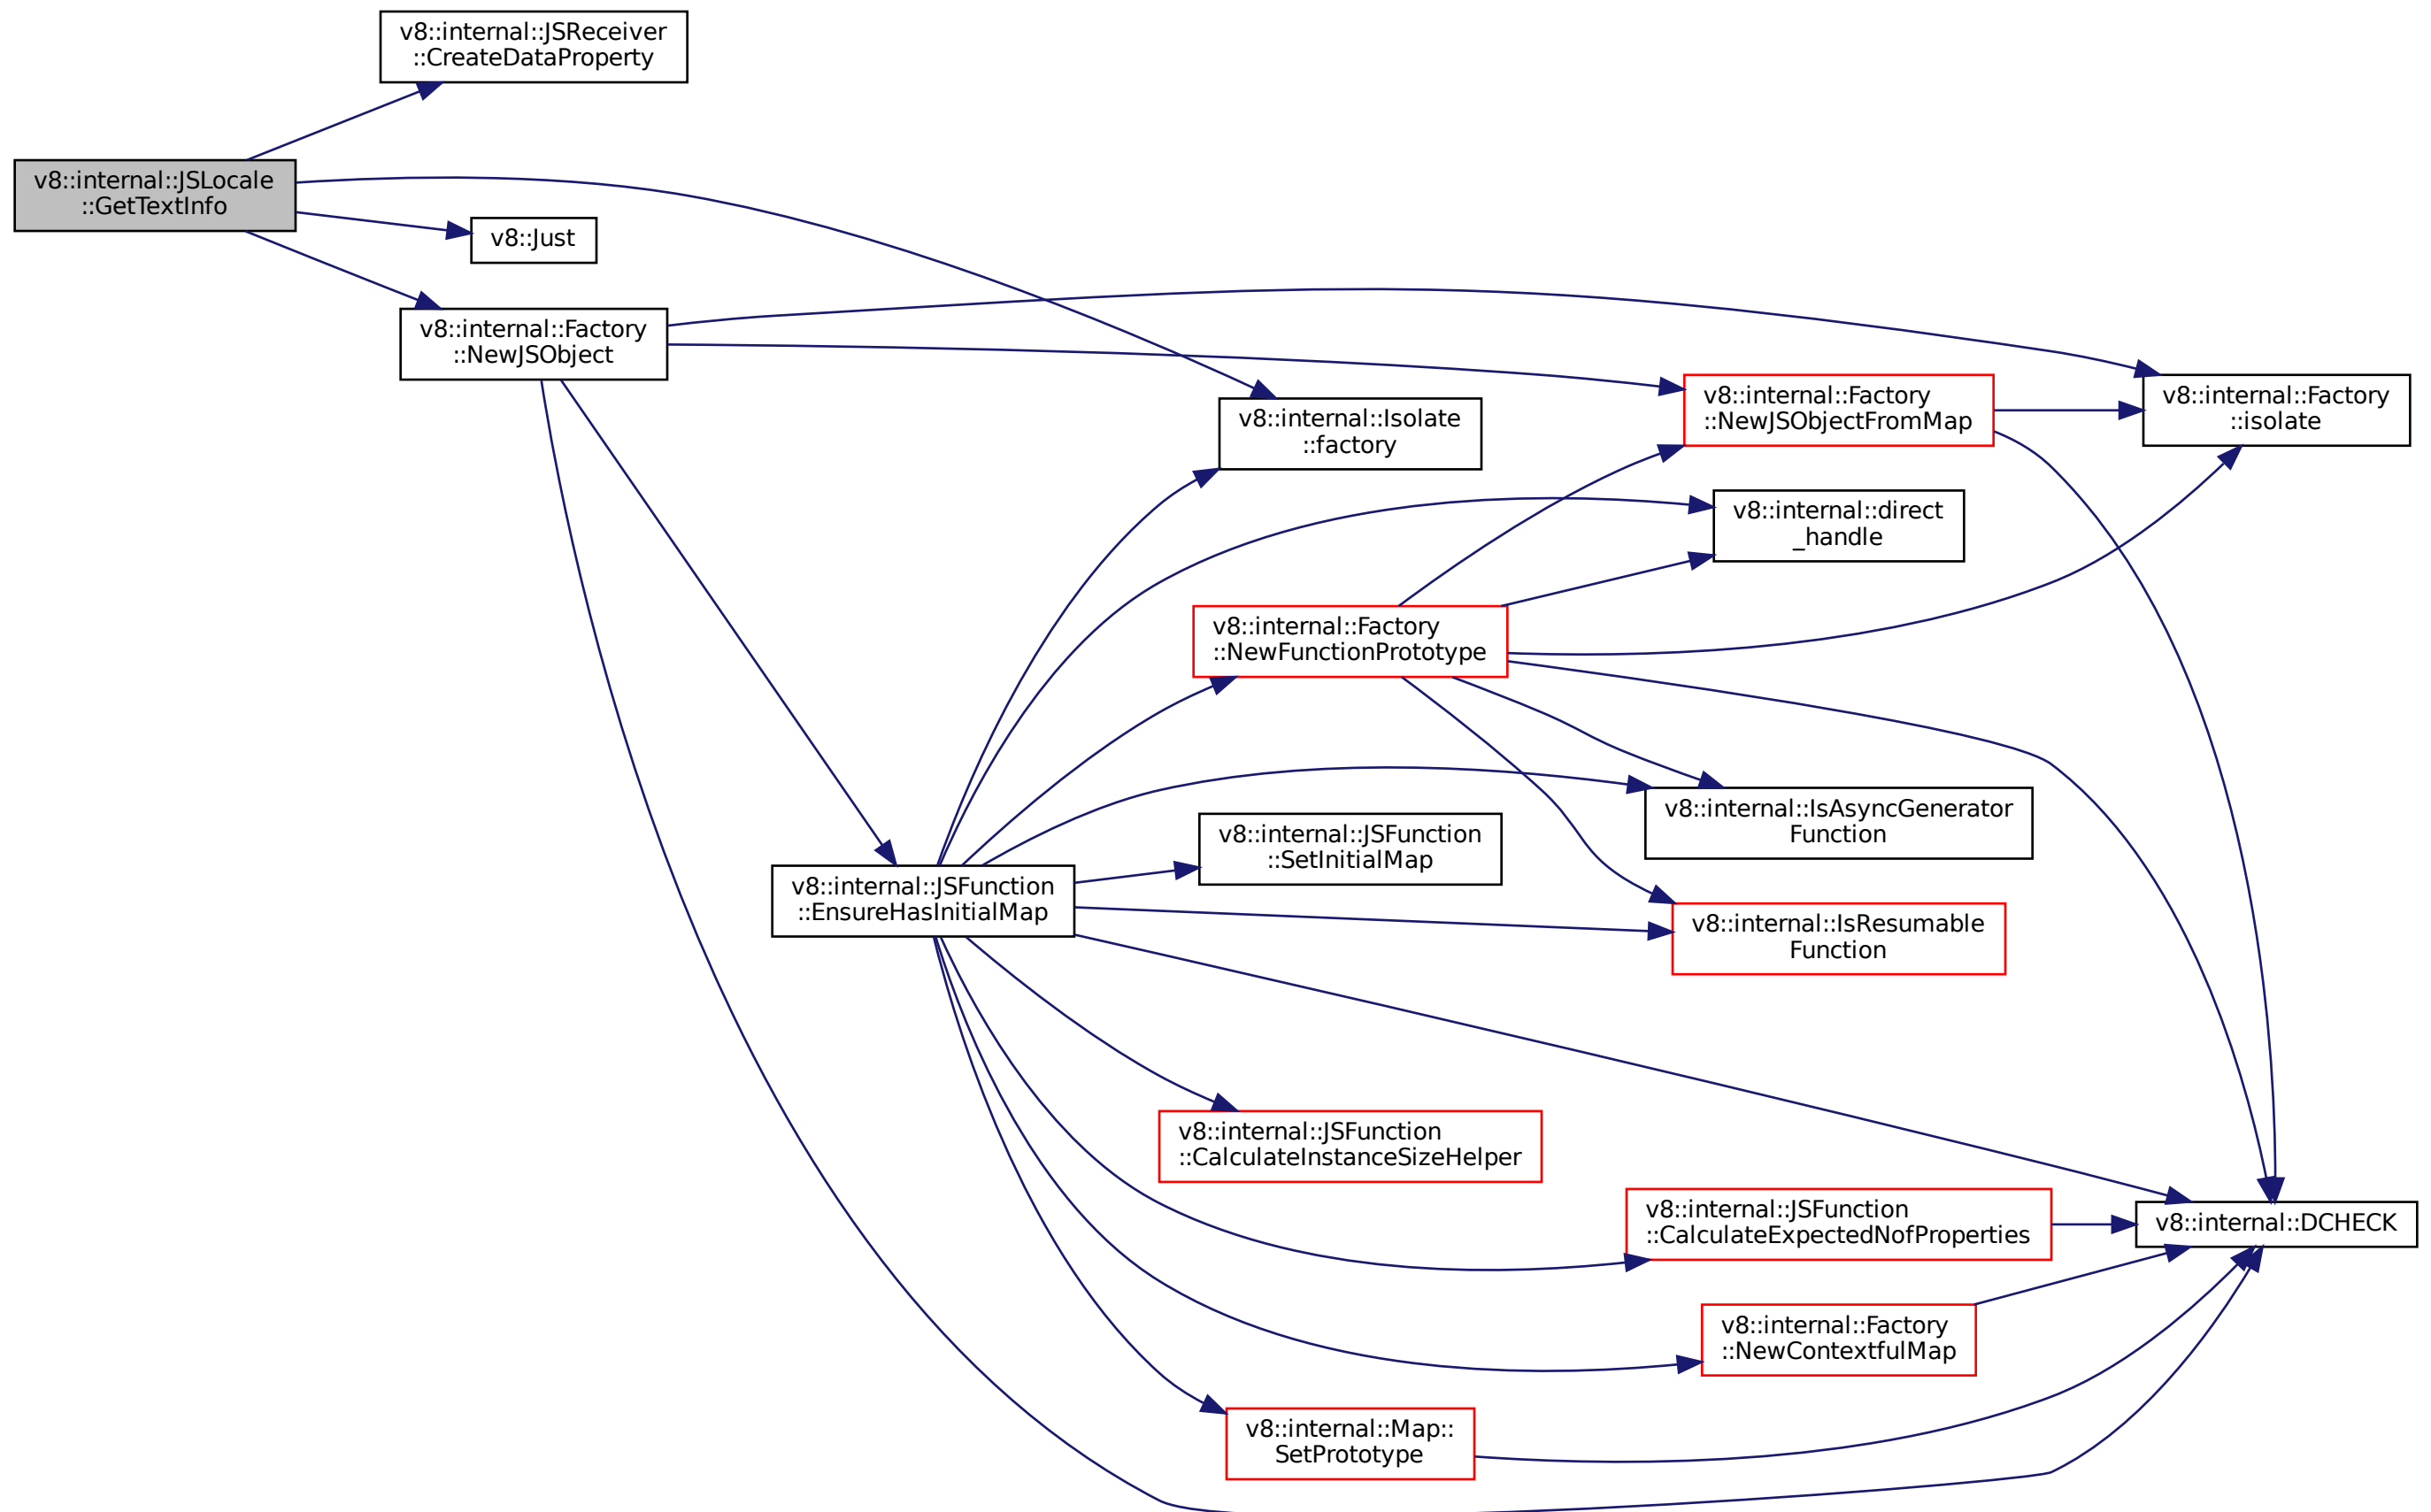 v8::internal::JSReceiver
::CreateDataProperty
v8::internal::JSLocale
::GetTextInfo
v8::Just
v8::internal::Factory
::NewJSObject
v8::internal::Isolate
::factory
v8::internal::Factory
::NewJSObjectFromMap
v8::internal::Factory
::isolate
v8::internal::direct
_handle
v8::internal::Factory
::NewFunctionPrototype
v8::internal::IsAsyncGenerator
Function
v8::internal::JSFunction
::SetInitialMap
v8::internal::JSFunction
::EnsureHasInitialMap
v8::internal::IsResumable
Function
v8::internal::JSFunction
::CalculateInstanceSizeHelper
v8::internal::JSFunction
::CalculateExpectedNofProperties
v8::internal::DCHECK
v8::internal::Factory
::NewContextfulMap
v8::internal::Map::
SetPrototype